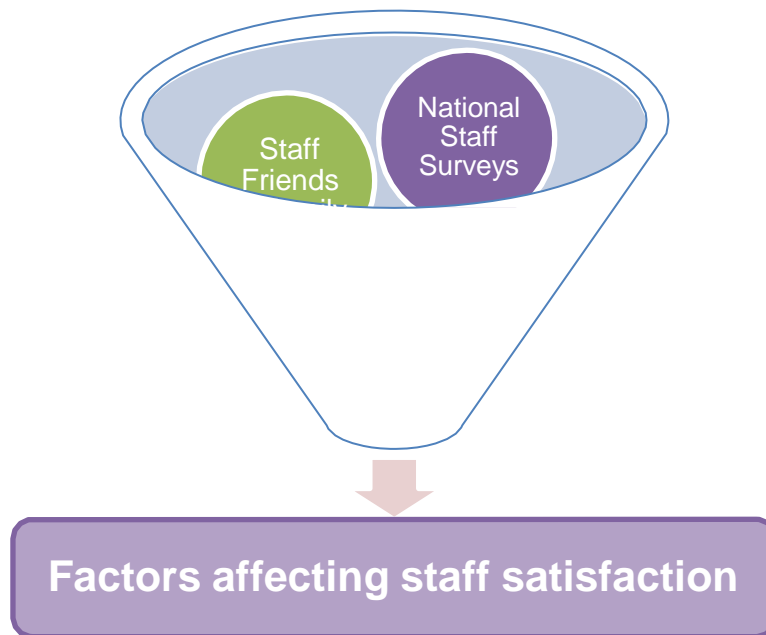 Staff
Friends
National
Staff
Surveys
Factors affecting staff satisfaction